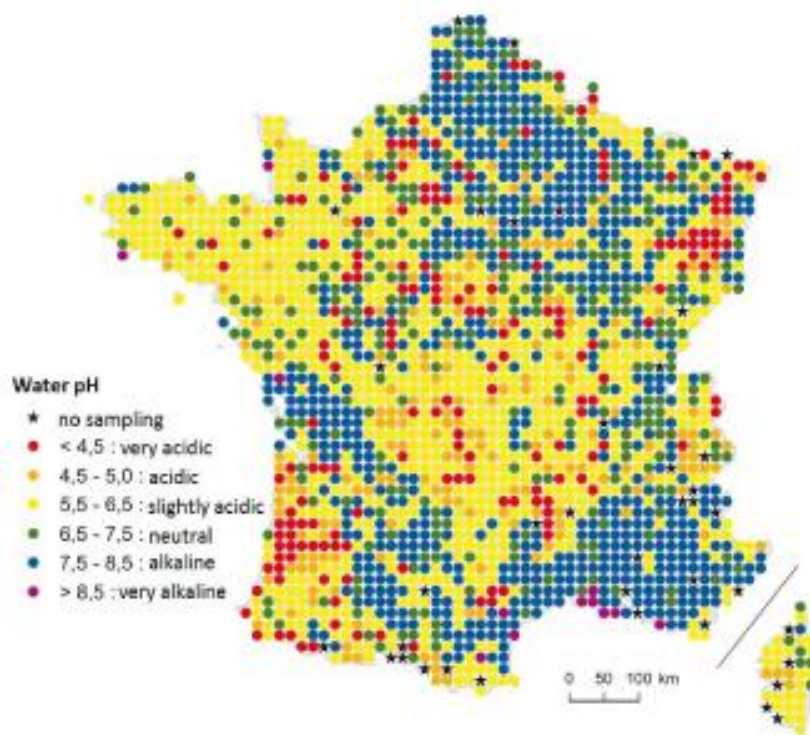 Water pH
no sampling
< 4,5 : very acidic
4,5 - 5,0 : acidic
5,5 - 6,5 : slightly acidic
6,5 - 7,5 : neutral
7,5 - 8,5 : alkaline
> 8,5 : very alkaline
0 50 100 km